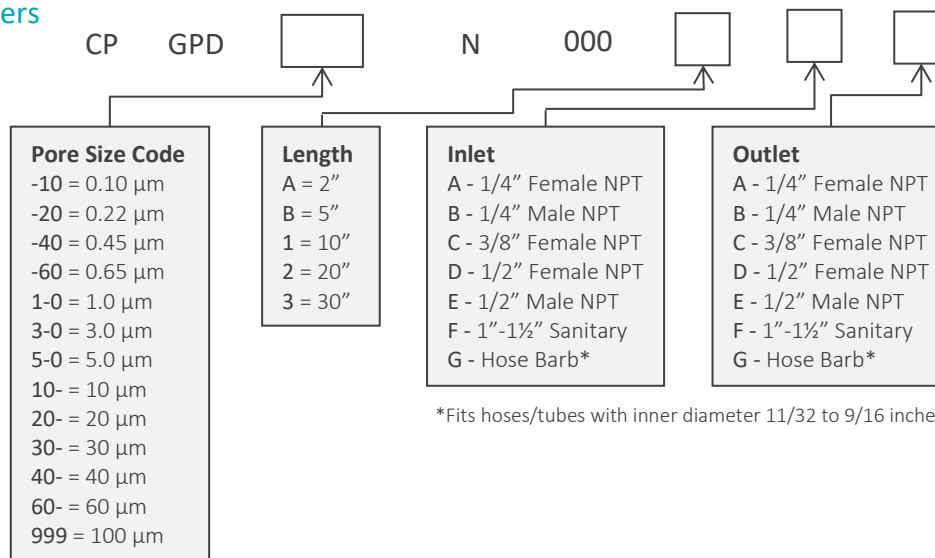 ers
CP GPD N 000
Pore Size Code
-10 = 0.10 µm
-20 = 0.22 µm
-40 = 0.45 µm
-60 = 0.65 µm
1-0 = 1.0 µm
3-0 = 3.0 µm
5-0 = 5.0 µm
10- = 10 µm
20- = 20 µm
30- = 30 µm
40- = 40 µm
60- = 60 µm
999 = 100 µm
Length
A = 2”
B = 5”
1 = 10”
2 = 20”
3 = 30”
Inlet
A - 1/4” Female NPT
B - 1/4” Male NPT
C - 3/8” Female NPT
D - 1/2” Female NPT
E - 1/2” Male NPT
F - 1”-1½” Sanitary
G - Hose Barb*
Outlet
A - 1/4” Female NPT
B - 1/4” Male NPT
C - 3/8” Female NPT
D - 1/2” Female NPT
E - 1/2” Male NPT
F - 1”-1½” Sanitary
G - Hose Barb*
*Fits hoses/tubes with inner diameter 11/32 to 9/16 inche